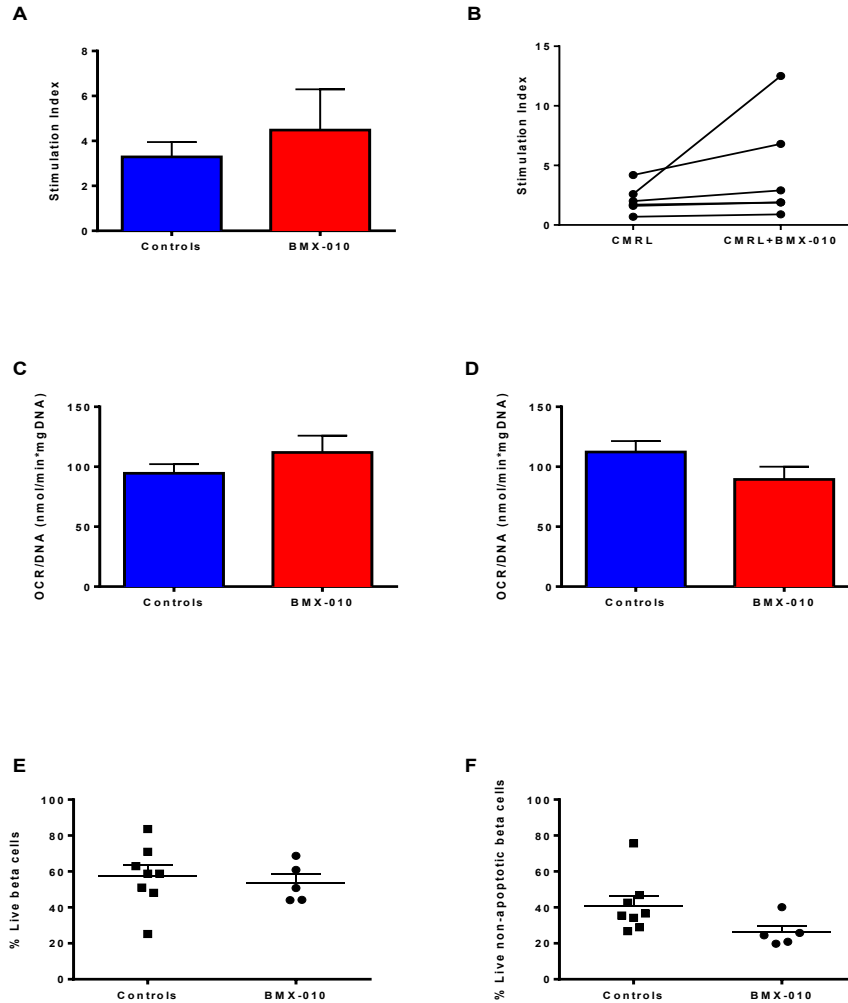 A
Stimulation Index
8
6
4
2
0
Controls
BMX-010
B
Stimulation Index
15
10
5
0
CMRL
CMRL+BMX-010
C
OCR/DNA (nmol/min*mgDNA)
150
100
50
0
Controls
BMX-010
D
OCR/DNA (nmol/min*mgDNA)
150
100
50
0
Controls
BMX-010
E
% Live beta cells
100
80
60
40
20
0
Controls
BMX-010
F
% Live non-apoptotic beta cells
100
80
60
40
20
0
Controls
BMX-010